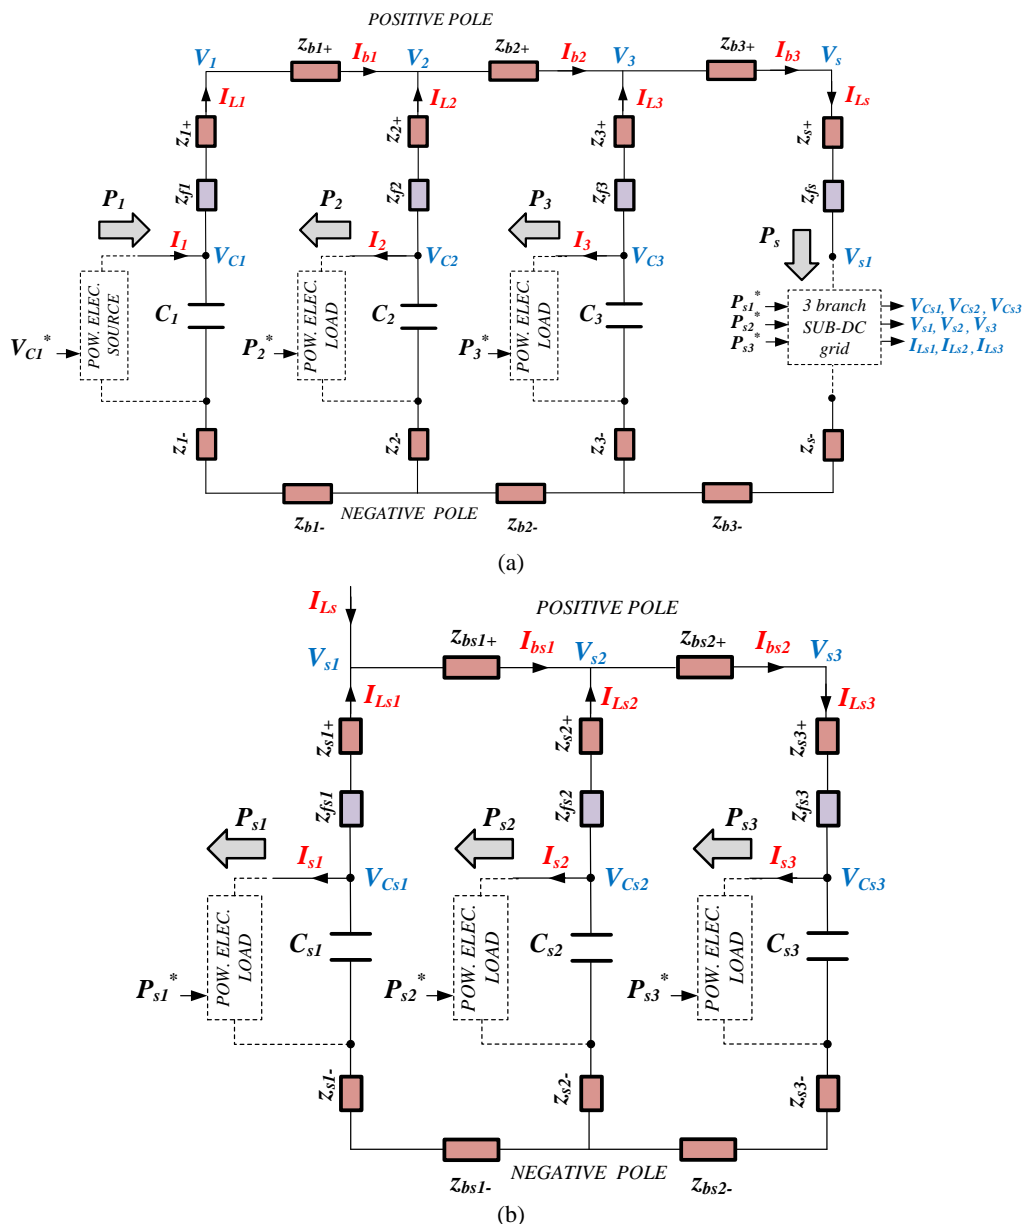 POSITIVE POLE
V1 zb1+ Ib1 V2 zb2+ Ib2 V3 zb3+ Ib3 Vs
IL1 IL2 IL3 ILs
z1+ z2+ z3+ zs+
zf1 zf2 zf3 zfs
P1 P2 P3 Ps
I1 I2 I3
VC1 VC2 VC3 Vs1
POW. ELEC. SOURCE
C1
VC1*
POW. ELEC. LOAD
C2
P2*
POW. ELEC. LOAD
C3
P3*
Ps1*
Ps2*
Ps3*
3 branch
SUB-DC
grid
VCs1, VCs2, VCs3
Vs1, Vs2, Vs3
ILs1, ILs2, ILs3
z1- z2- z3- zs-
NEGATIVE POLE
zb1- zb2- zb3-
(a)
ILs
POSITIVE POLE
Vs1 zbs1+ Ibs1 Vs2 zbs2+ Ibs2 Vs3
ILs1 ILs2 ILs3
zs1+ zs2+ zs3+
zfs1 zfs2 zfs3
Ps1 Ps2 Ps3
Is1 Is2 Is3
VCs1 VCs2 VCs3
POW. ELEC. LOAD
Cs1
Ps1*
POW. ELEC. LOAD
Cs2
Ps2*
POW. ELEC. LOAD
Cs3
Ps3*
zs1- zs2- zs3-
zbs1- NEGATIVE POLE zbs2-
(b)